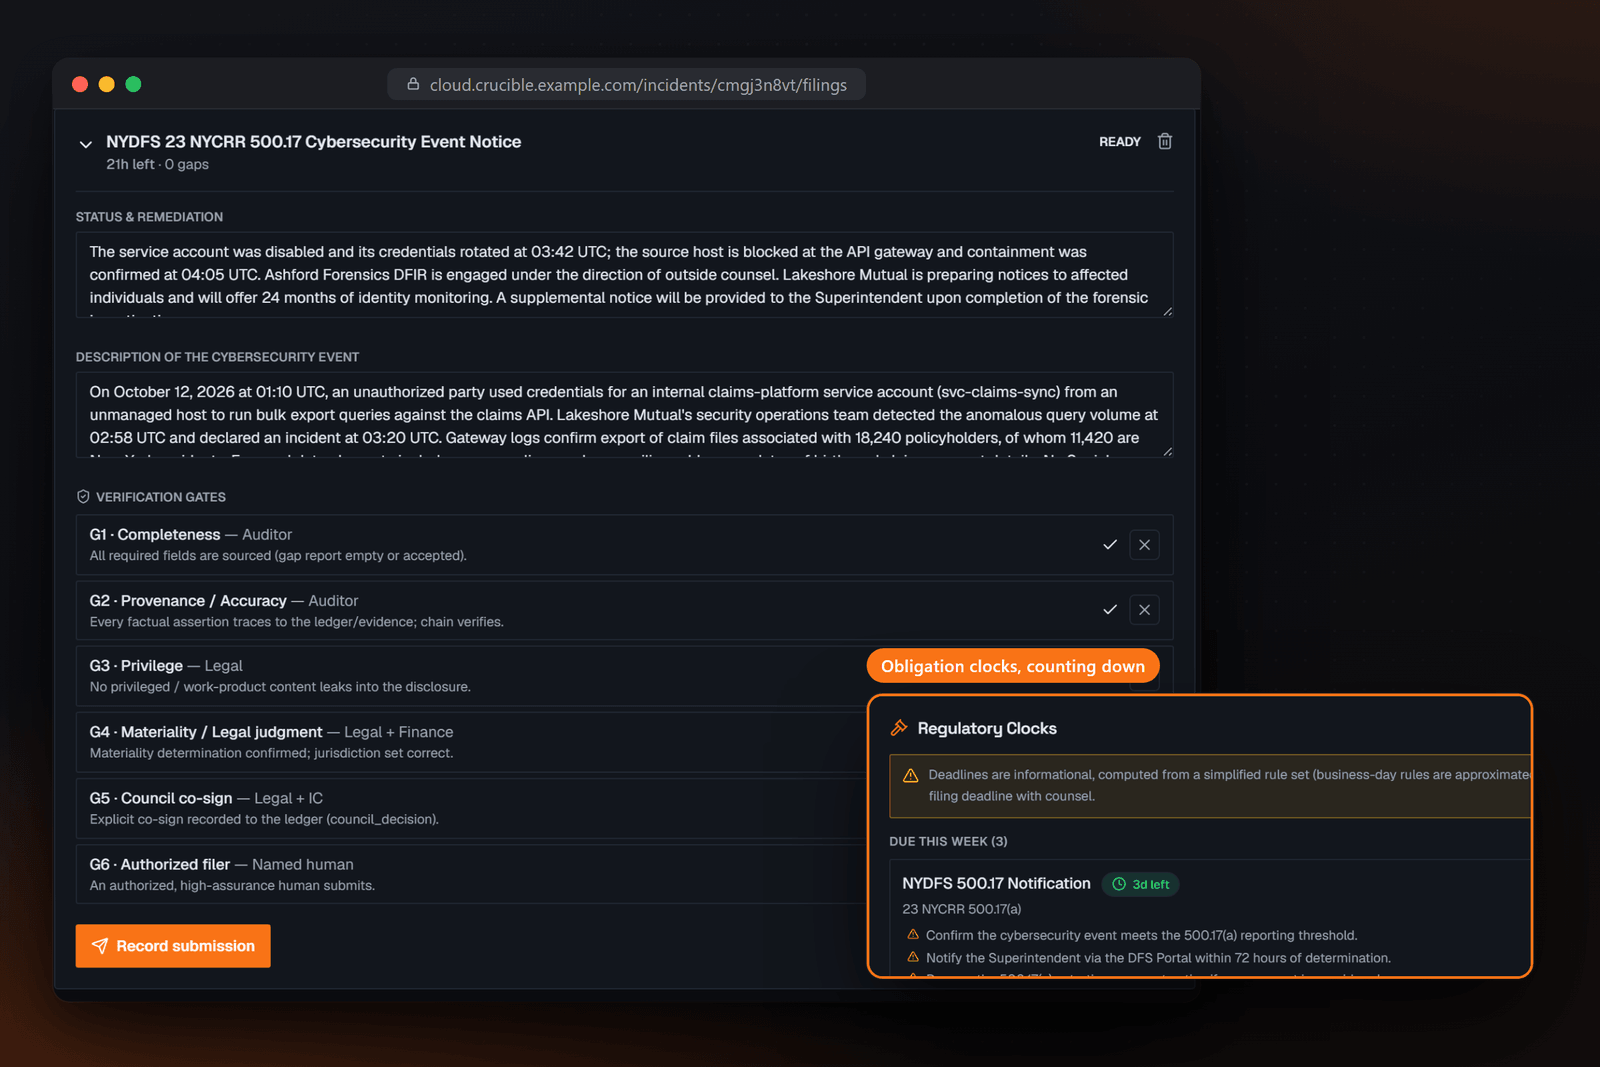 cloud.crucible.example.com/incidents/cmgj3n8vt/filings
NYDFS 23 NYCRR 500.17 Cybersecurity Event Notice
READY
21h left · 0 gaps
STATUS & REMEDIATION
The service account was disabled and its credentials rotated at 03:42 UTC; the source host is blocked at the API gateway and containment was
confirmed at 04:05 UTC. Ashford Forensics DFIR is engaged under the direction of outside counsel. Lakeshore Mutual is preparing notices to affected
individuals and will offer 24 months of identity monitoring. A supplemental notice will be provided to the Superintendent upon completion of the forensic
DESCRIPTION OF THE CYBERSECURITY EVENT
On October 12, 2026 at 01:10 UTC, an unauthorized party used credentials for an internal claims-platform service account (svc-claims-sync) from an
unmanaged host to run bulk export queries against the claims API. Lakeshore Mutual's security operations team detected the anomalous query volume at
02:58 UTC and declared an incident at 03:20 UTC. Gateway logs confirm export of claim files associated with 18,240 policyholders, of whom 11,420 are
VERIFICATION GATES
G1 · Completeness — Auditor
All required fields are sourced (gap report empty or accepted).
G2 · Provenance / Accuracy — Auditor
Every factual assertion traces to the ledger/evidence; chain verifies.
G3 · Privilege — Legal
No privileged / work-product content leaks into the disclosure.
G4 · Materiality / Legal judgment — Legal + Finance
Materiality determination confirmed; jurisdiction set correct.
G5 · Council co-sign — Legal + IC
Explicit co-sign recorded to the ledger (council_decision).
G6 · Authorized filer — Named human
An authorized, high-assurance human submits.
Record submission
Obligation clocks, counting down
Regulatory Clocks
Deadlines are informational, computed from a simplified rule set (business-day rules are approximated
filing deadline with counsel.
DUE THIS WEEK (3)
NYDFS 500.17 Notification
3d left
23 NYCRR 500.17(a)
Confirm the cybersecurity event meets the 500.17(a) reporting threshold.
Notify the Superintendent via the DFS Portal within 72 hours of determination.